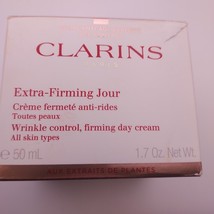 CLARINS
Extra-Firming Jour
Crème fermeté anti-rides
Toutes peaux
Wrinkle control, firming day cream
All skin types
50 mL
1.7 Oz. Net Wt.
AUX EXTRAITS DE PLANTES